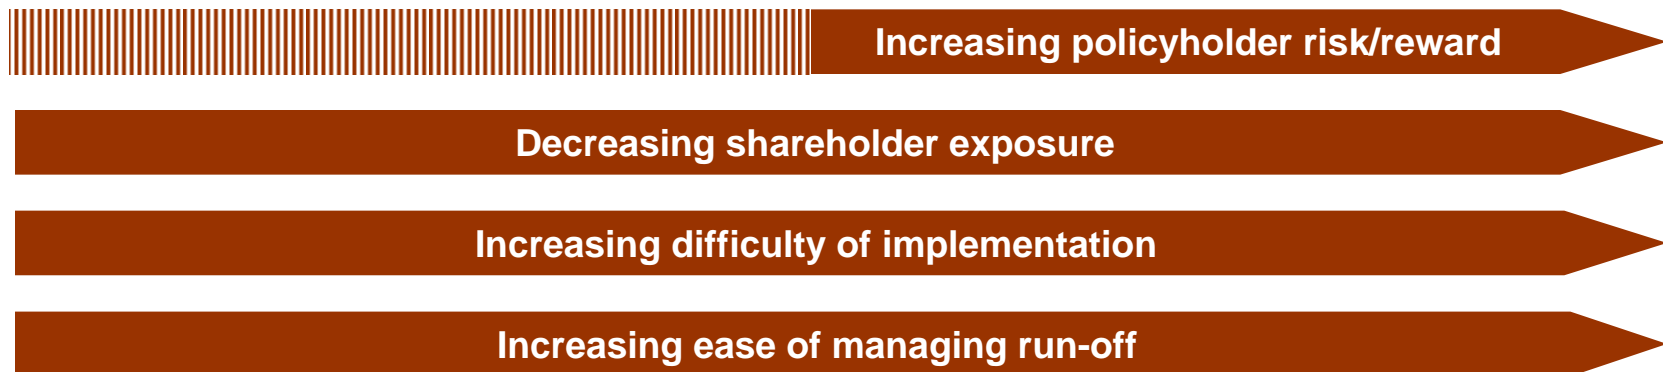 Increasing policyholder risk/reward
Decreasing shareholder exposure
Increasing difficulty of implementation
Increasing ease of managing run-off